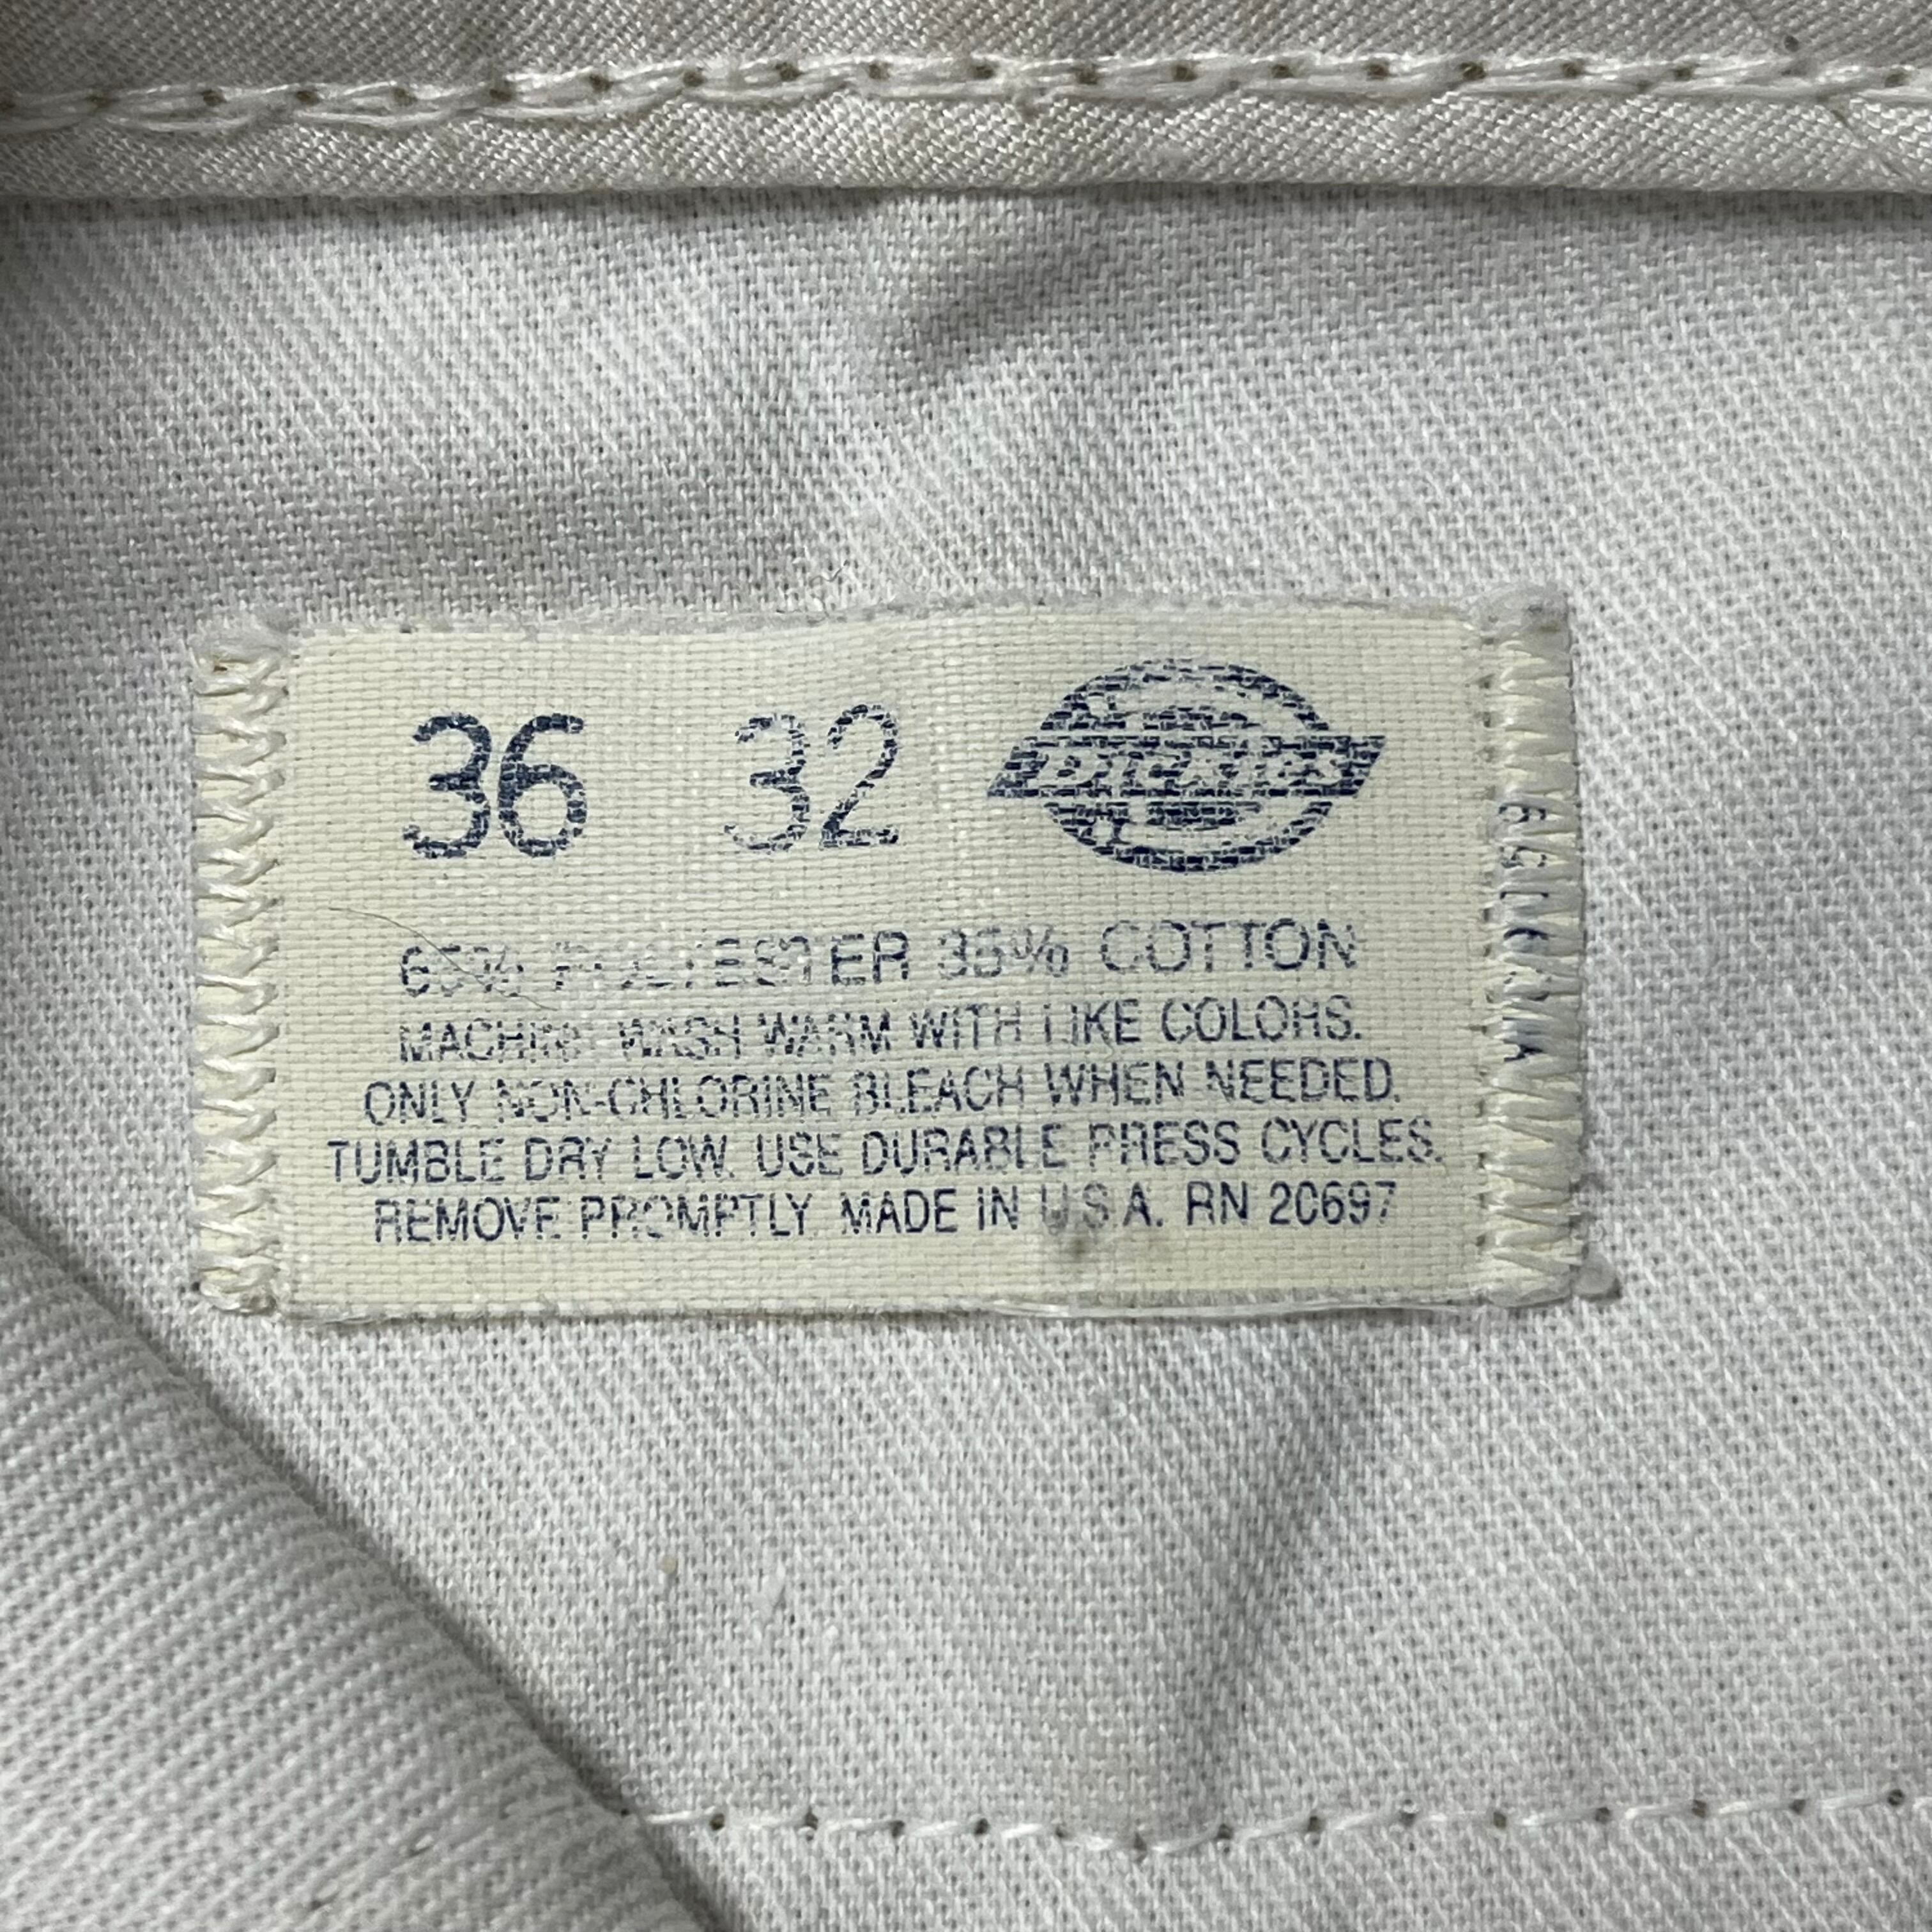 36 32 DICKIES
65% POLYESTER 35% COTTON
MACHINE WASH WARM WITH LIKE COLORS.
ONLY NON-CHLORINE BLEACH WHEN NEEDED.
TUMBLE DRY LOW. USE DURABLE PRESS CYCLES.
REMOVE PROMPTLY. MADE IN U.S.A. RN 20697